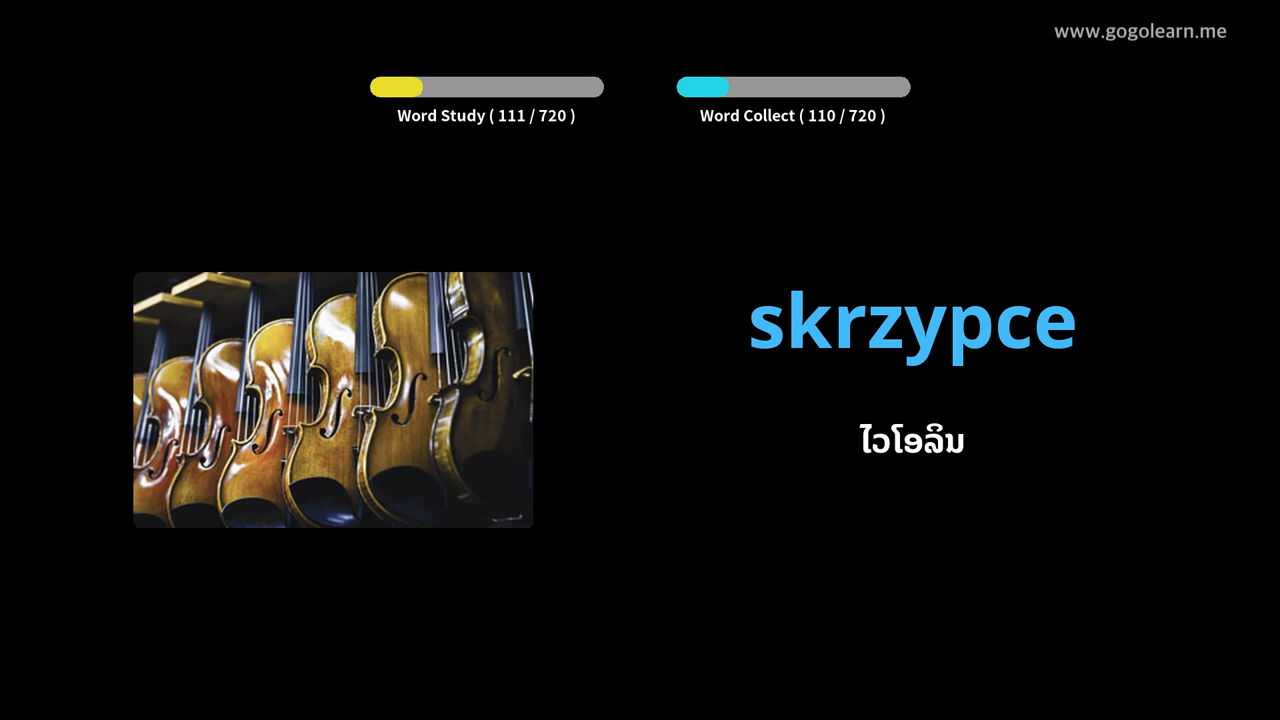 www.gogolearn.me
Word Study ( 111 / 720 )
Word Collect ( 110 / 720 )
skrzypce
ໄວໂອລິນ